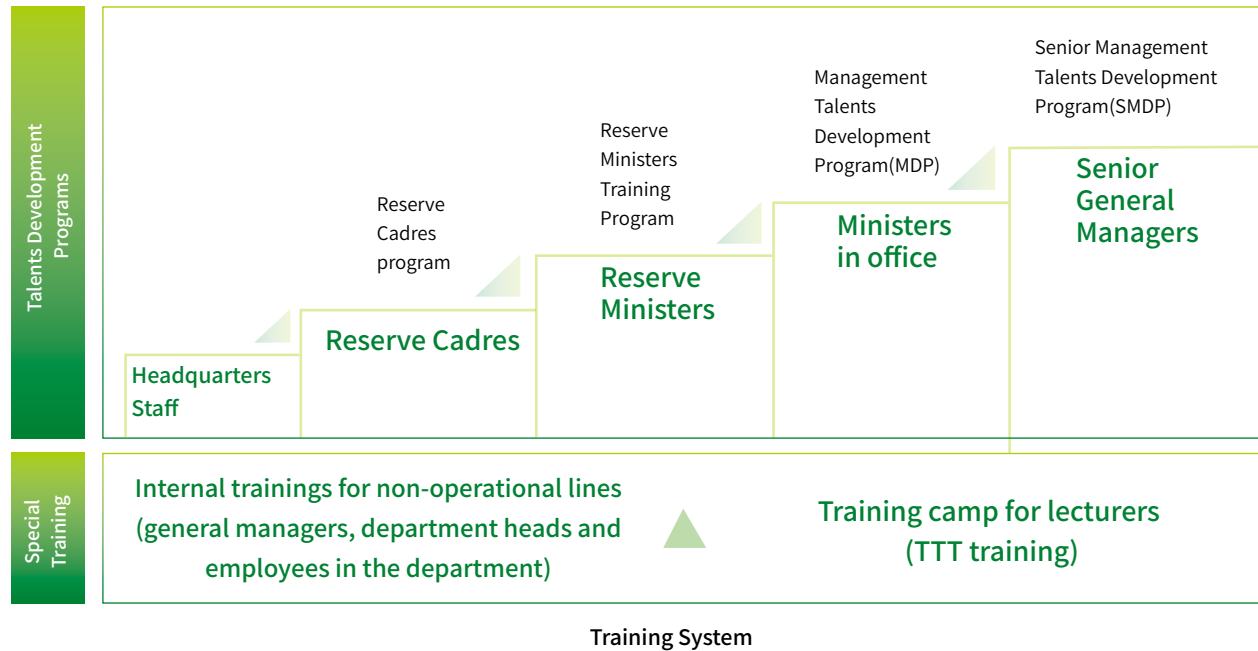 Talents Development
Programs
Headquarters
Staff
Reserve
Cadres
program
Reserve Cadres
Reserve
Ministers
Training
Program
Reserve
Ministers
Management
Talents
Development
Program(MDP)
Ministers
in office
Senior Management
Talents Development
Program(SMDP)
Senior
General
Managers
Special
Training
Internal trainings for non-operational lines
(general managers, department heads and
employees in the department)
Training camp for lecturers
(TTT training)
Training System